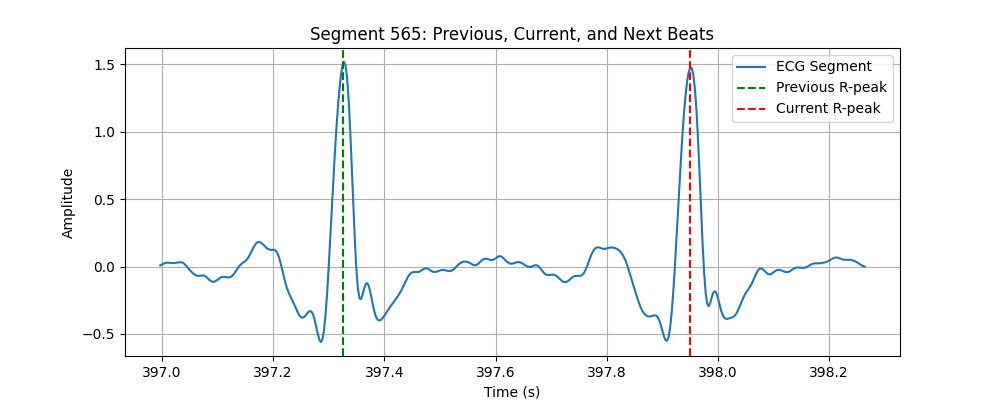 Segment 565: Previous, Current, and Next Beats
ECG Segment
Previous R-peak
Current R-peak
Amplitude
1.5
1.0
0.5
0.0
−0.5
397.0 397.2 397.4 397.6 397.8 398.0 398.2
Time (s)